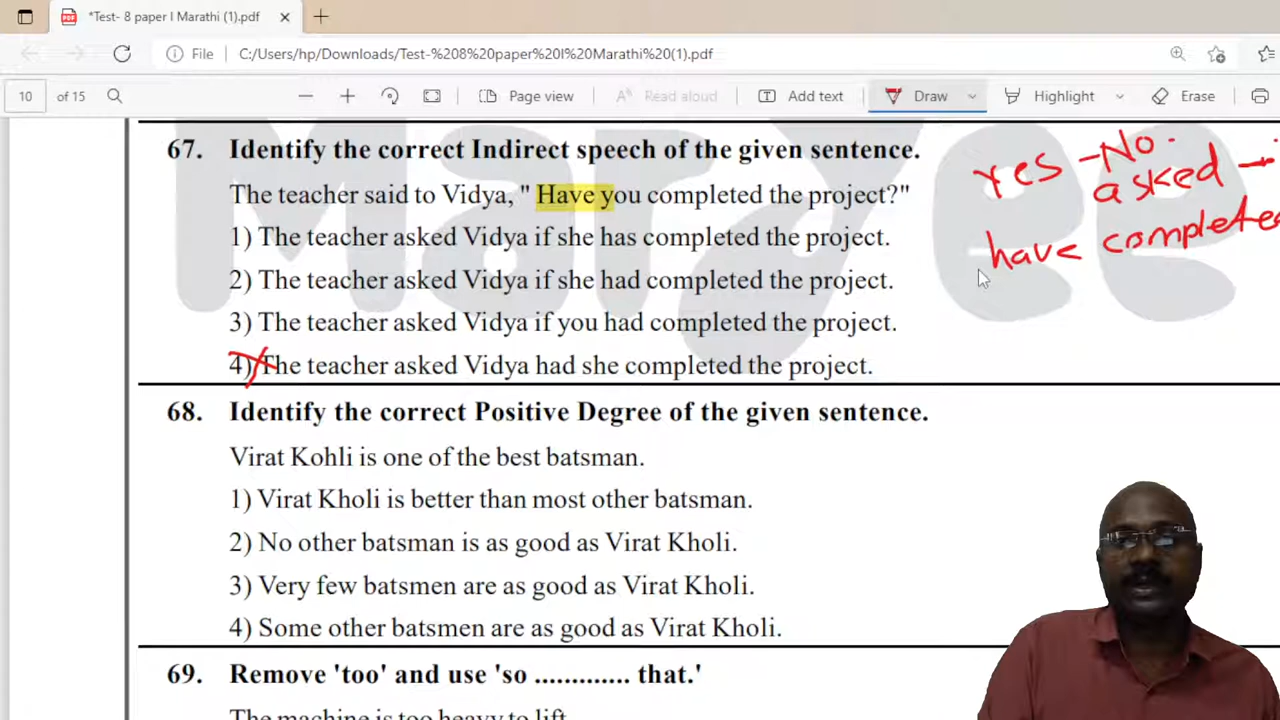 *Test- 8 paper I Marathi (1).pdf
File C:/Users/hp/Downloads/Test-%208%20paper%20I%20Marathi%20(1).pdf
10 of 15 Page view Read aloud Add text Draw Highlight Erase
67. Identify the correct Indirect speech of the given sentence.
Yes -No.
The teacher said to Vidya, " Have you completed the project?"
asked -
1) The teacher asked Vidya if she has completed the project.
have complete
2) The teacher asked Vidya if she had completed the project.
3) The teacher asked Vidya if you had completed the project.
4) The teacher asked Vidya had she completed the project.
68. Identify the correct Positive Degree of the given sentence.
Virat Kohli is one of the best batsman.
1) Virat Kholi is better than most other batsman.
2) No other batsman is as good as Virat Kholi.
3) Very few batsmen are as good as Virat Kholi.
4) Some other batsmen are as good as Virat Kholi.
69. Remove 'too' and use 'so ............. that.'
The machine is too heavy to lift.